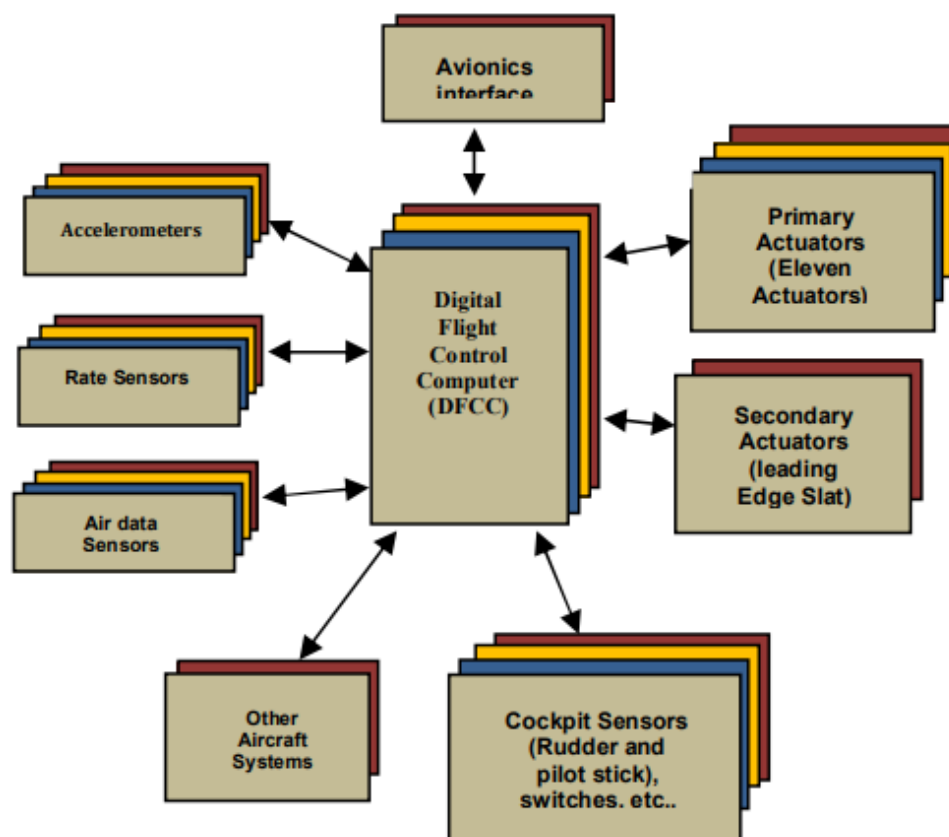 Avionics
interface
Accelerometers
Primary
Actuators
(Eleven
Actuators)
Digital
Flight
Control
Computer
(DFCC)
Rate Sensors
Secondary
Actuators
(leading
Edge Slat)
Air data
Sensors
Other
Aircraft
Systems
Cockpit Sensors
(Rudder and
pilot stick),
switches. etc..